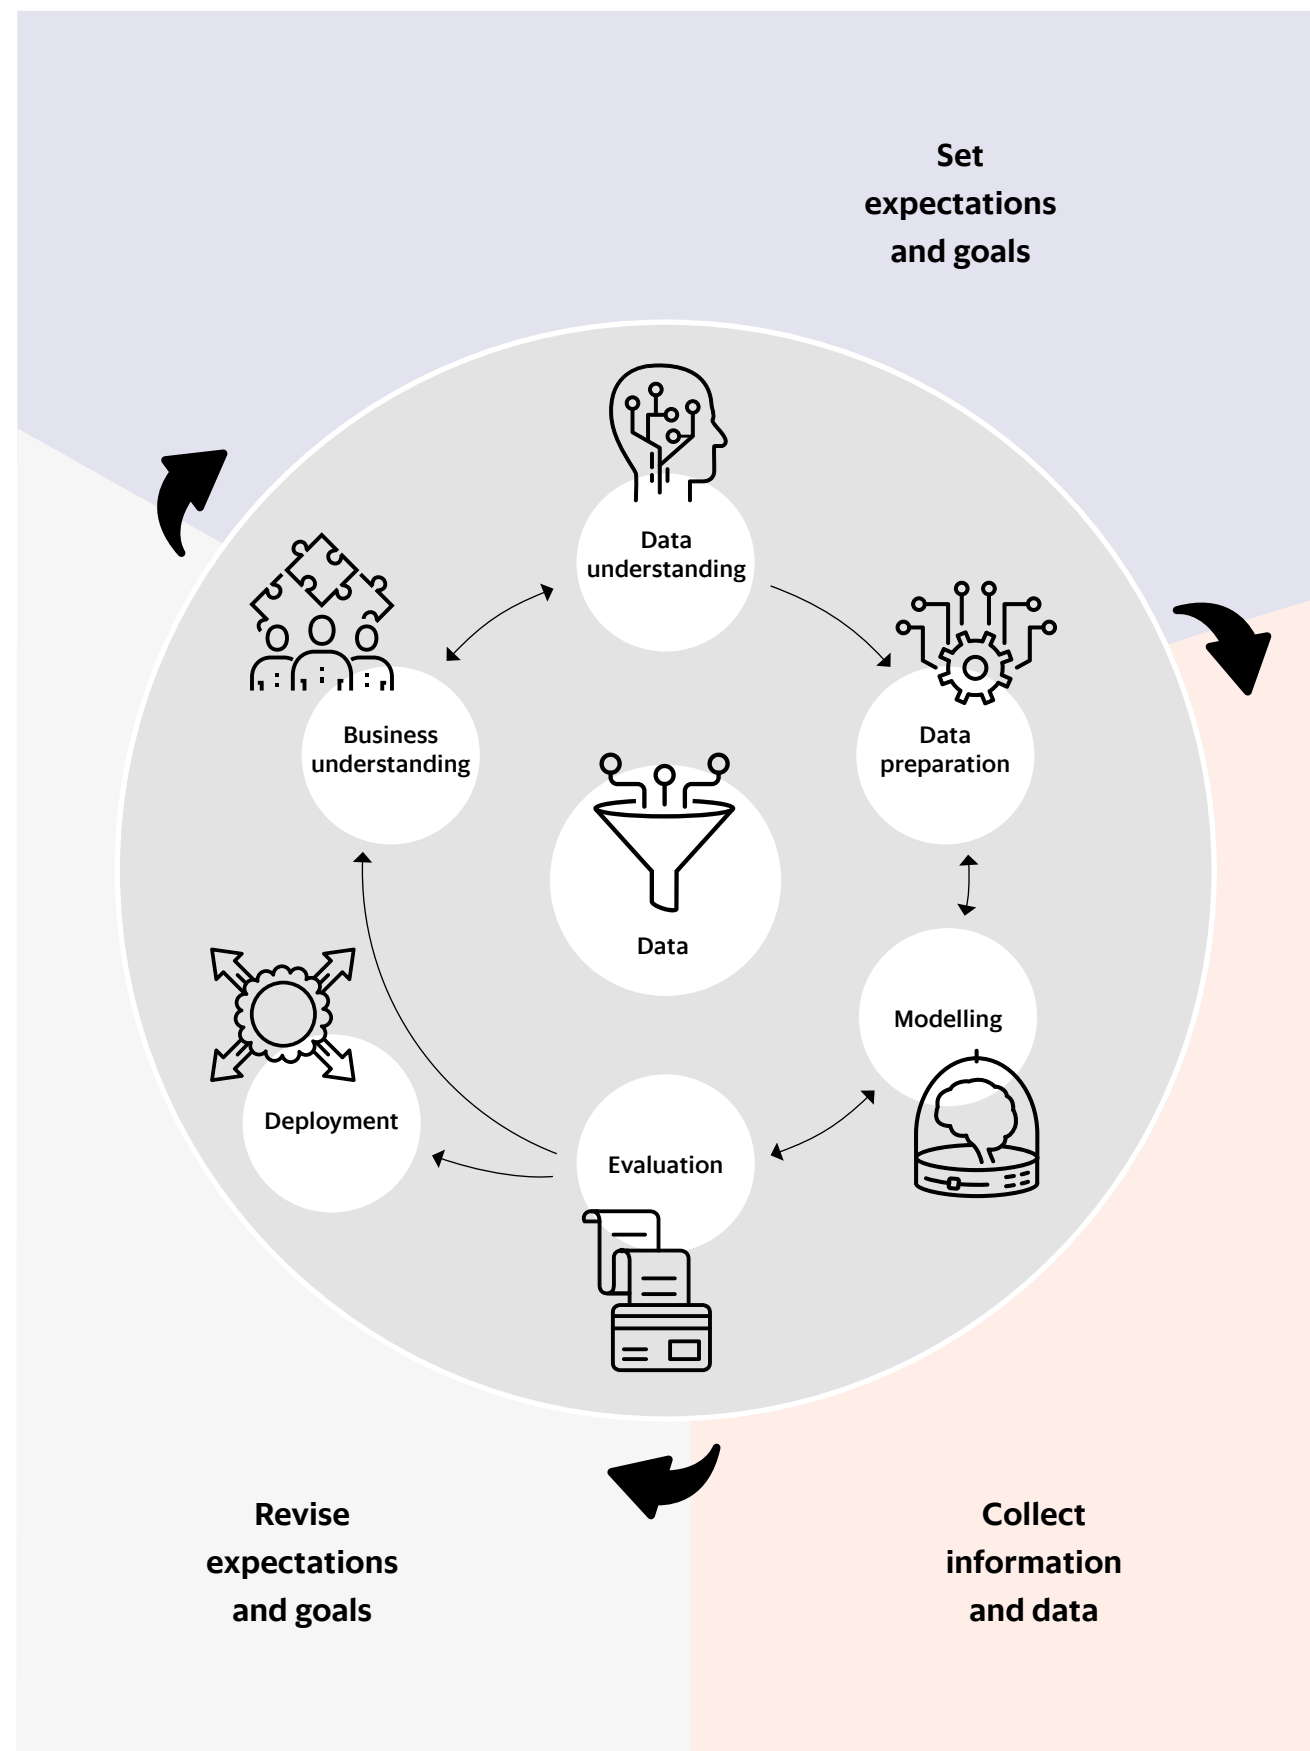 Set
expectations
and goals
Data
understanding
Business
understanding
Data
preparation
Data
Modelling
Deployment
Evaluation
Revise
expectations
and goals
Collect
information
and data